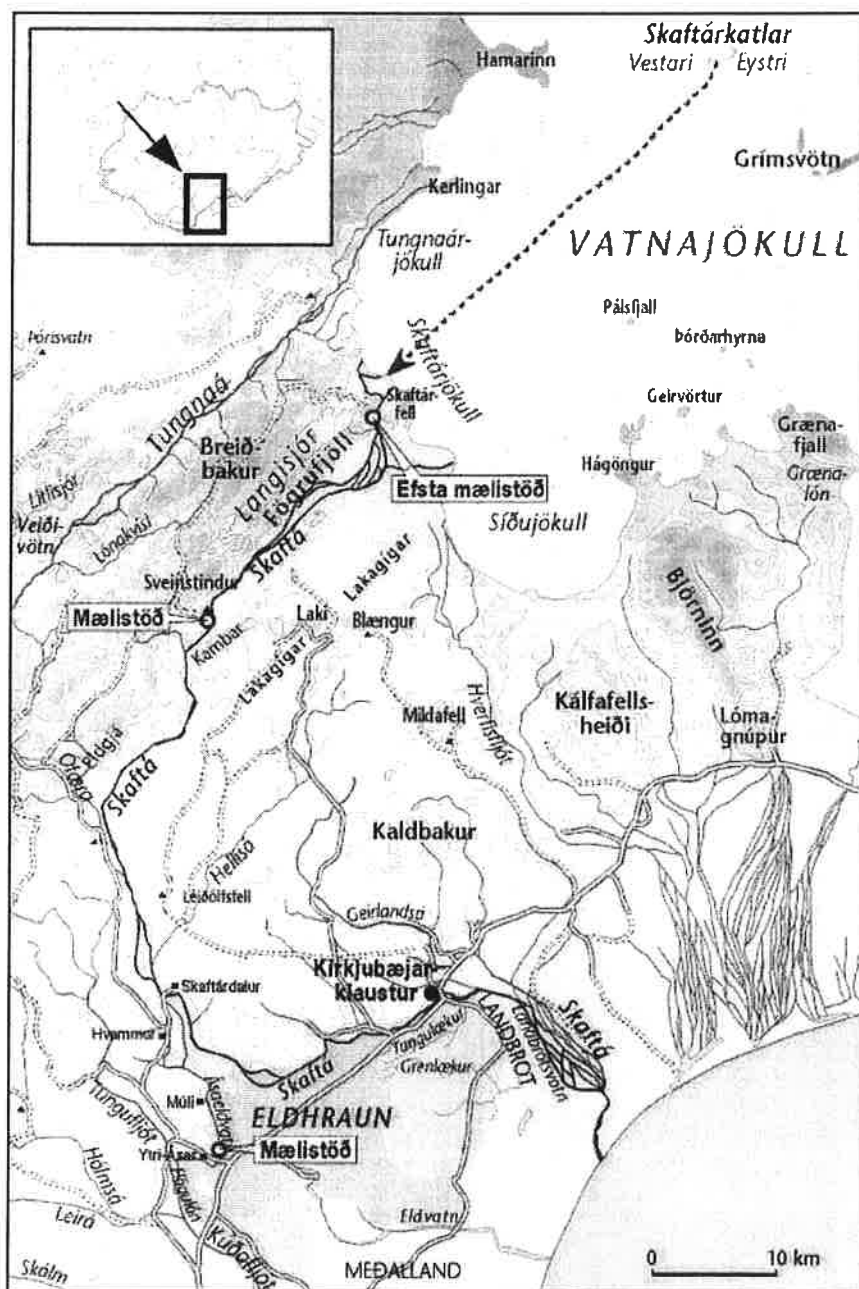 Skaftárkatlar
Vestari Eystri
Hamarinn
Grímsvötn
Kerlingar
Tungnaár-
jökull
VATNAJÖKULL
Pálsfjall
Þórðarhyrna
Þórisvatn
Skaftárjökull
Skaftár-
fell
Geirvörtur
Tungnaá
Breið-
bakur
Langisjór
Fögrufjöll
Græna-
fjall
Hágöngur
Græna-
lón
Efsta mælistöð
Litlisjór
Veiði-
vötn
Lónakvísl
Síðujökull
Skaftá
Sveinstindur
Lakagígar
Mælistöð
Laki
Blængur
Kambar
Lakagígar
Björninn
Hverfisfljót
Kálfafells-
heiði
Lóma-
gnúpur
Miklafell
Eldgjá
Ófæra
Skaftá
Kaldbakur
Hellisá
Leiðólfsfell
Geirlandsá
Kirkjubæjar-
klaustur
Skaftárdalur
LANDBROT
Landbrotsvötn
Skaftá
Hvammur
Tungulækur
Grenlækur
Skaftá
Múli
ELDHRAUN
Tungufljót
Mælistöð
Ytri-Ásar
Hólmsá
Leirá
Eldvatn
Kúðafljót
Skálm
MEÐALLAND
0 10 km